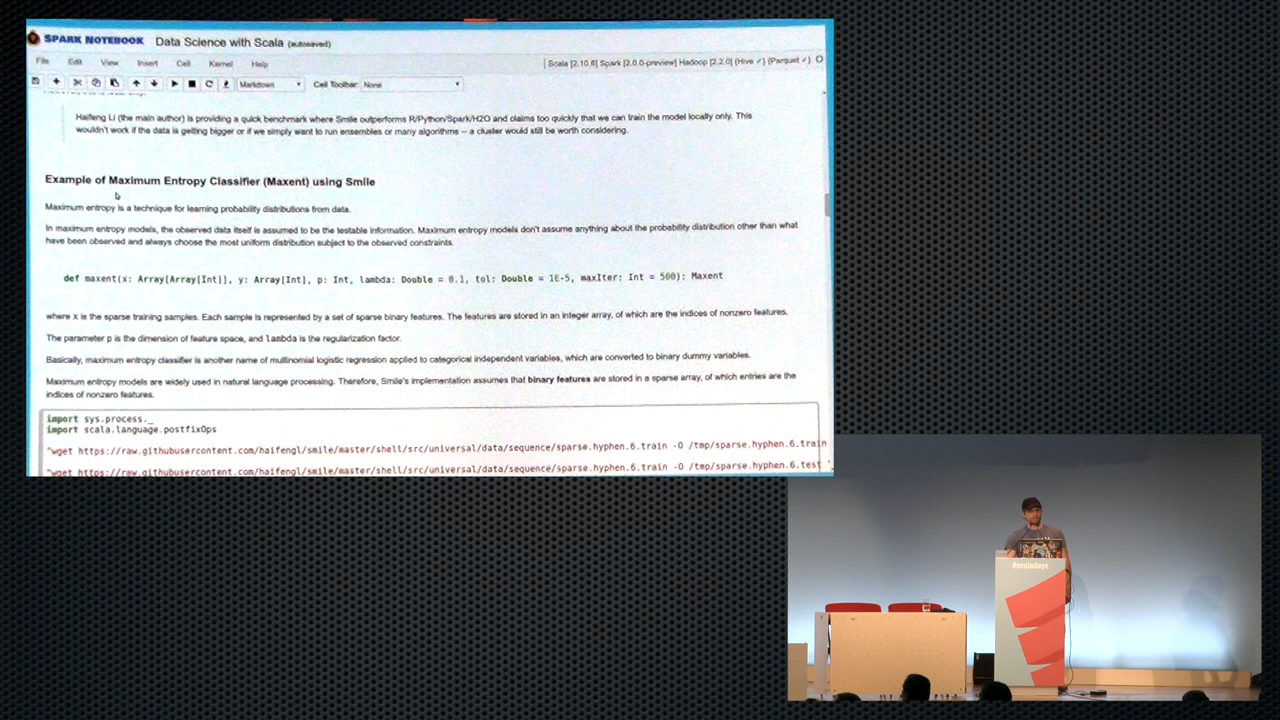 SPARK NOTEBOOK Data Science with Scala (autosaved)
File Edit View Insert Cell Kernel Help | Scala [2.10.6] Spark [2.0.0-preview] Hadoop [2.2.0] {Hive ✓} {Parquet ✓}
Markdown Cell Toolbar: None
Haifeng Li (the main author) is providing a quick benchmark where Smile outperforms R/Python/Spark/H2O and claims too quickly that we can train the model locally only. This
wouldn't work if the data is getting bigger or if we simply want to run ensembles or many algorithms – a cluster would still be worth considering.
Example of Maximum Entropy Classifier (Maxent) using Smile
Maximum entropy is a technique for learning probability distributions from data.
In maximum entropy models, the observed data itself is assumed to be the testable information. Maximum entropy models don't assume anything about the probability distribution other than what
have been observed and always choose the most uniform distribution subject to the observed constraints.
def maxent(x: Array[Array[Int]], y: Array[Int], p: Int, lambda: Double = 0.1, tol: Double = 1E-5, maxIter: Int = 500): Maxent
where x is the sparse training samples. Each sample is represented by a set of sparse binary features. The features are stored in an integer array, of which are the indices of nonzero features.
The parameter p is the dimension of feature space, and lambda is the regularization factor.
Basically, maximum entropy classifier is another name of multinomial logistic regression applied to categorical independent variables, which are converted to binary dummy variables.
Maximum entropy models are widely used in natural language processing. Therefore, Smile's implementation assumes that binary features are stored in a sparse array, of which entries are the
indices of nonzero features.
import sys.process._
import scala.language.postfixOps
"wget https://raw.githubusercontent.com/haifengl/smile/master/shell/src/universal/data/sequence/sparse.hyphen.6.train -O /tmp/sparse.hyphen.6.train
"wget https://raw.githubusercontent.com/haifengl/smile/master/shell/src/universal/data/sequence/sparse.hyphen.6.train -O /tmp/sparse.hyphen.6.test "
#scaladays